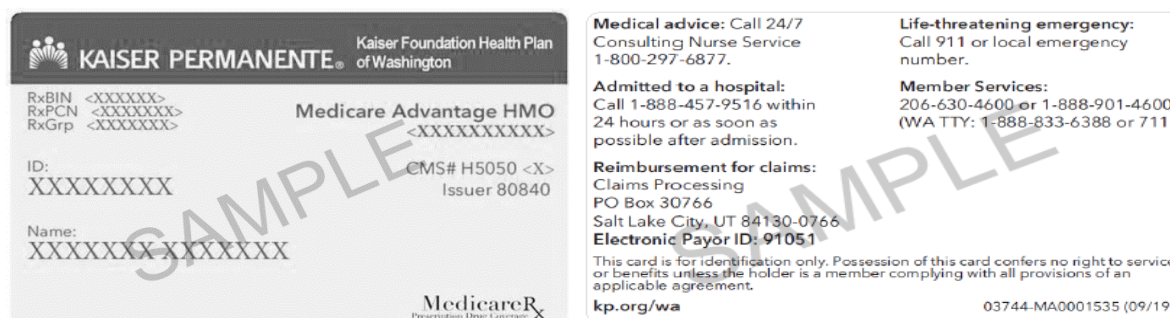 KAISER PERMANENTE®
Kaiser Foundation Health Plan
of Washington
RxBIN <XXXXXX>
RxPCN <XXXXXXXX>
RxGrp <XXXXXXX>
Medicare Advantage HMO
<XXXXXXXXXX>
CMS# H5050 <X>
Issuer 80840
ID:
XXXXXXXX
Name:
XXXXXXX XXXXXXX
SAMPLE
MedicareRx
Prescription Drug Coverage
Medical advice: Call 24/7
Consulting Nurse Service
1-800-297-6877.
Admitted to a hospital:
Call 1-888-457-9516 within
24 hours or as soon as
possible after admission.
Life-threatening emergency:
Call 911 or local emergency
number.
Member Services:
206-630-4600 or 1-888-901-4600
(WA TTY: 1-888-833-6388 or 711
Reimbursement for claims:
Claims Processing
PO Box 30766
Salt Lake City, UT 84130-0766
Electronic Payor ID: 91051
SAMPLE
This card is for identification only. Possession of this card confers no right to service
or benefits unless the holder is a member complying with all provisions of an
applicable agreement.
kp.org/wa
03744-MA0001535 (09/19